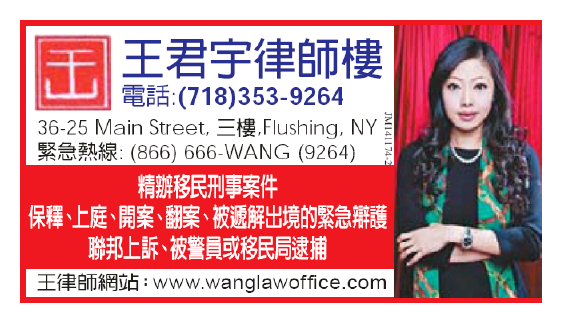 王
王君宇律師樓
電話:(718)353-9264
36-25 Main Street, 三樓,Flushing, NY
緊急熱線: (866) 666-WANG (9264)
JM141174-2
精辦移民刑事案件
保釋、上庭、開案、翻案、被遞解出境的緊急辯護
聯邦上訴、被警員或移民局逮捕
王律師網站：www.wanglawoffice.com